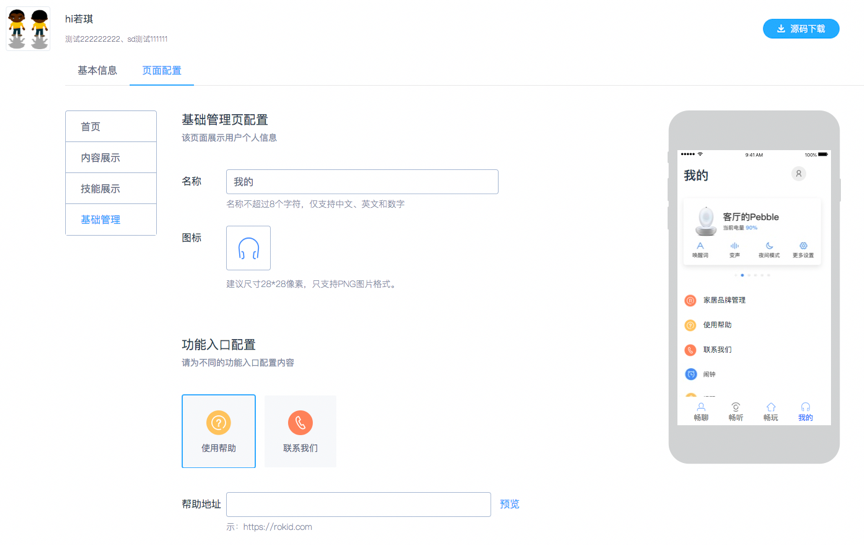 hi若琪
测试222222222，sd测试111111
源码下载
基本信息
页面配置
首页
内容展示
技能展示
基础管理
基础管理页配置
该页面展示用户个人信息
名称
我的
名称不超过8个字符，仅支持中文、英文和数字
图标
建议尺寸28*28像素，只支持PNG图片格式。
功能入口配置
请为不同的功能入口配置内容
使用帮助
联系我们
帮助地址
预览
示：https://rokid.com
9:41 AM
100%
我的
客厅的Pebble
当前电量 80%
唤醒词
变声
夜间模式
更多设置
家居品牌管理
使用帮助
联系我们
闹钟
畅聊
畅听
畅玩
我的